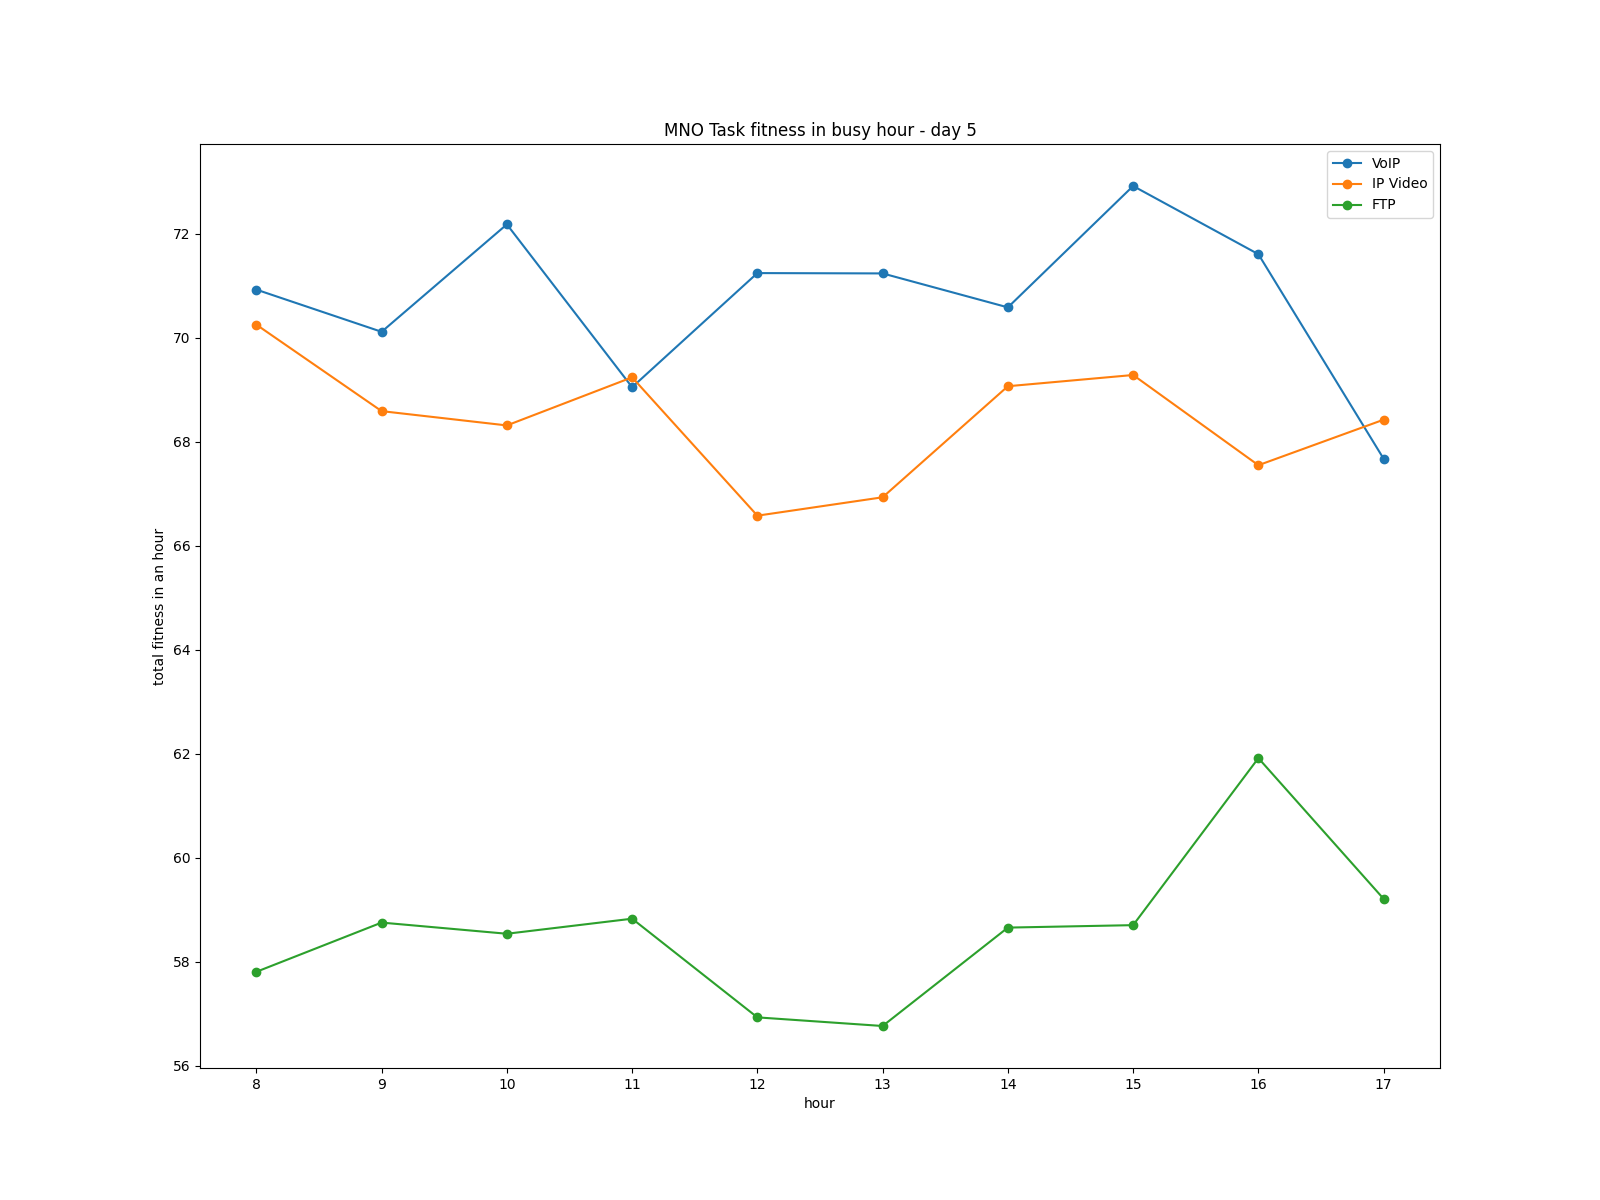 MNO Task fitness in busy hour - day 5
VoIP
IP Video
FTP
total fitness in an hour
72
70
68
66
64
62
60
58
56
8 9 10 11 12 13 14 15 16 17
hour